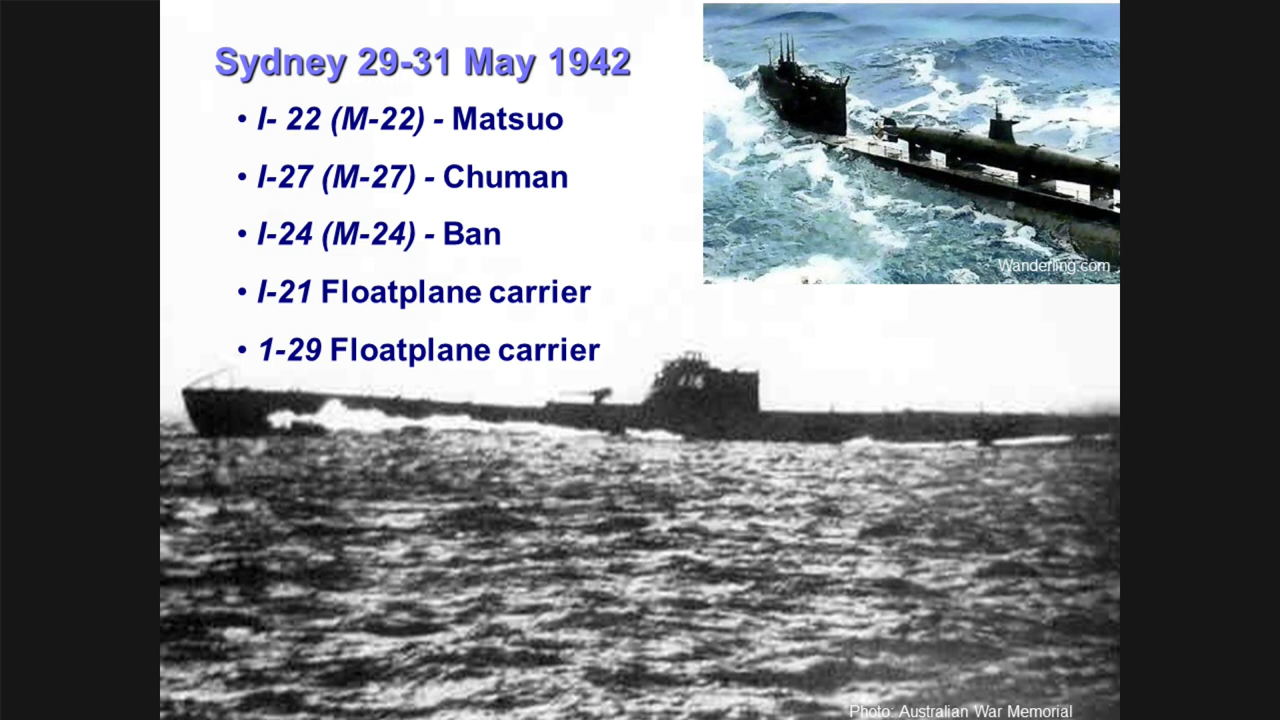 Sydney 29-31 May 1942
• I- 22 (M-22) - Matsuo
• I-27 (M-27) - Chuman
• I-24 (M-24) - Ban
• I-21 Floatplane carrier
• 1-29 Floatplane carrier
Wanderling.com
Photo: Australian War Memorial